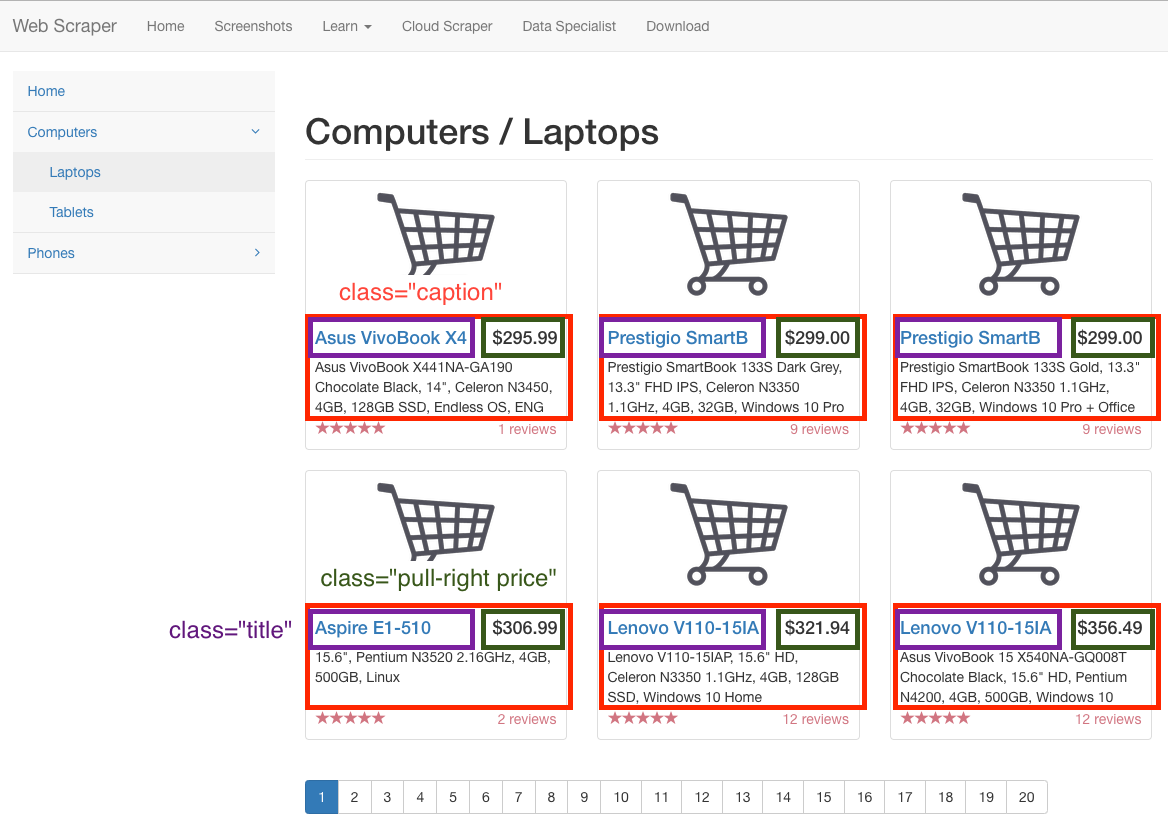 Web Scraper Home Screenshots Learn Cloud Scraper Data Specialist Download
Home
Computers
Laptops
Tablets
Phones
Computers / Laptops
class="caption"
Asus VivoBook X4 $295.99
Asus VivoBook X441NA-GA190
Chocolate Black, 14", Celeron N3450,
4GB, 128GB SSD, Endless OS, ENG
1 reviews
Prestigio SmartB $299.00
Prestigio SmartBook 133S Dark Grey,
13.3" FHD IPS, Celeron N3350
1.1GHz, 4GB, 32GB, Windows 10 Pro
9 reviews
Prestigio SmartB $299.00
Prestigio SmartBook 133S Gold, 13.3"
FHD IPS, Celeron N3350 1.1GHz,
4GB, 32GB, Windows 10 Pro + Office
9 reviews
class="pull-right price"
class="title"
Aspire E1-510 $306.99
15.6", Pentium N3520 2.16GHz, 4GB,
500GB, Linux
2 reviews
Lenovo V110-15IA $321.94
Lenovo V110-15IAP, 15.6" HD,
Celeron N3350 1.1GHz, 4GB, 128GB
SSD, Windows 10 Home
12 reviews
Lenovo V110-15IA $356.49
Asus VivoBook 15 X540NA-GQ008T
Chocolate Black, 15.6" HD, Pentium
N4200, 4GB, 500GB, Windows 10
12 reviews
1 2 3 4 5 6 7 8 9 10 11 12 13 14 15 16 17 18 19 20